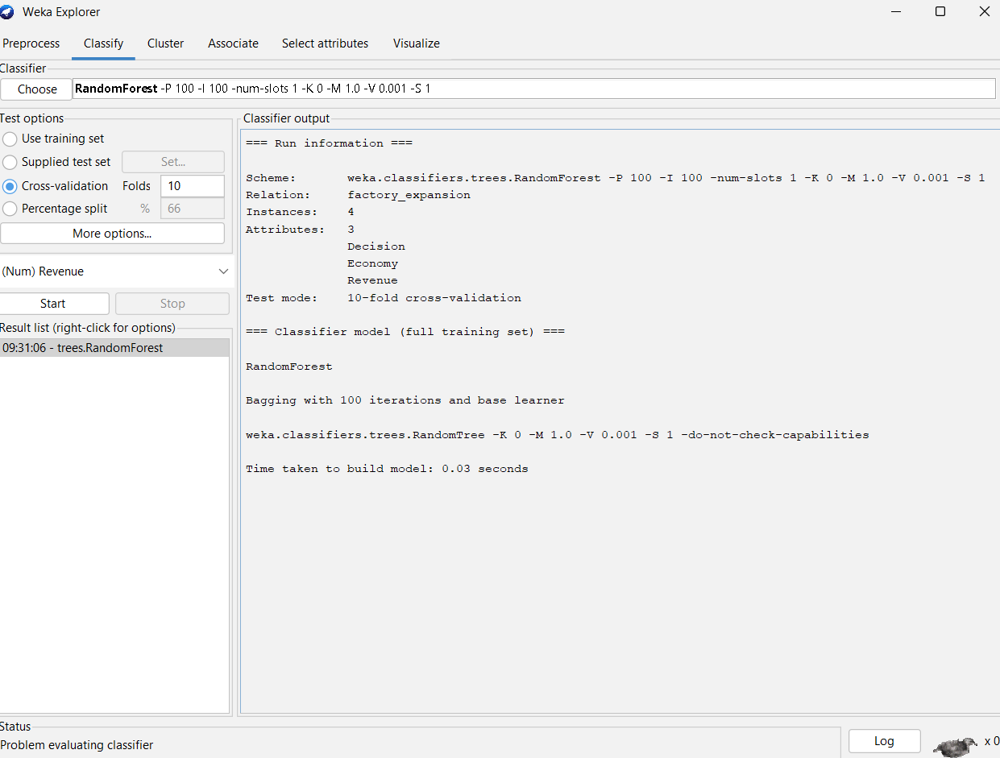 Weka Explorer
Preprocess Classify Cluster Associate Select attributes Visualize
Classifier
Choose RandomForest -P 100 -I 100 -num-slots 1 -K 0 -M 1.0 -V 0.001 -S 1
Test options
Use training set
Supplied test set Set...
Cross-validation Folds 10
Percentage split % 66
More options...
(Num) Revenue
Start Stop
Result list (right-click for options)
09:31:06 - trees.RandomForest
Classifier output
=== Run information ===
Scheme: weka.classifiers.trees.RandomForest -P 100 -I 100 -num-slots 1 -K 0 -M 1.0 -V 0.001 -S 1
Relation: factory_expansion
Instances: 4
Attributes: 3
Decision
Economy
Revenue
Test mode: 10-fold cross-validation
=== Classifier model (full training set) ===
RandomForest
Bagging with 100 iterations and base learner
weka.classifiers.trees.RandomTree -K 0 -M 1.0 -V 0.001 -S 1 -do-not-check-capabilities
Time taken to build model: 0.03 seconds
Status
Problem evaluating classifier
Log x 0